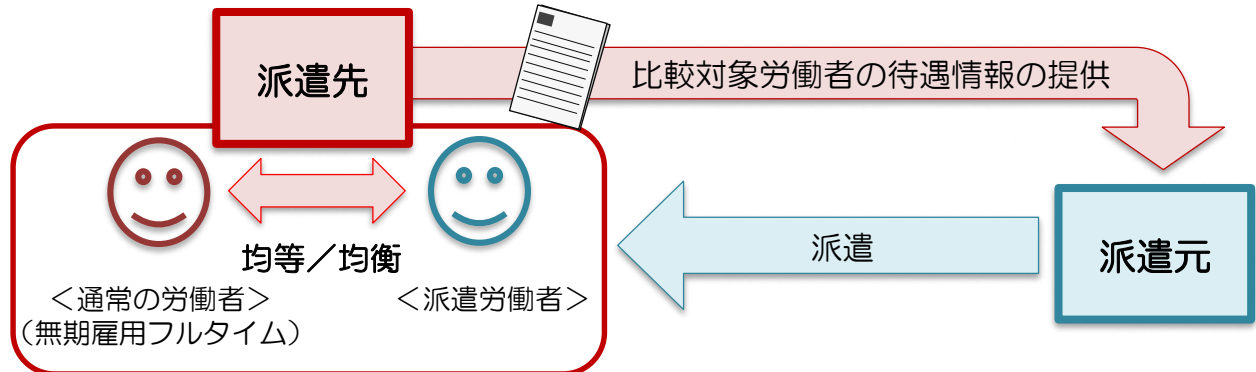 派遣先
比較対象労働者の待遇情報の提供
派遣
派遣元
均等／均衡
＜通常の労働者＞
（無期雇用フルタイム）
＜派遣労働者＞